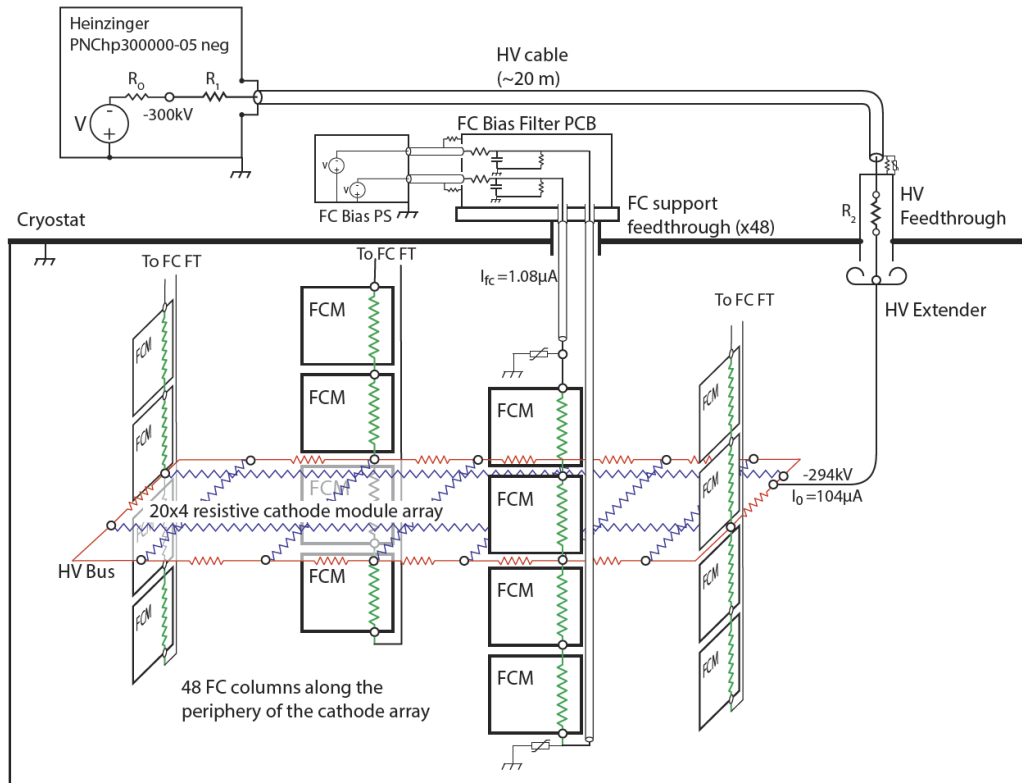 Heinzinger
PNChp300000-05 neg
R₀
R₁
-300kV
V
-
+
HV cable
(~20 m)
FC Bias Filter PCB
V
V
FC Bias PS
FC support
feedthrough (x48)
R₂
HV
Feedthrough
Cryostat
To FC FT
To FC FT
I_fc =1.08μA
To FC FT
HV Extender
FCM
FCM
FCM
FCM
FCM
FCM
FCM
FCM
FCM
FCM
-294kV
I₀=104μA
20x4 resistive cathode module array
HV Bus
FCM
FCM
FCM
FCM
FCM
FCM
48 FC columns along the
periphery of the cathode array